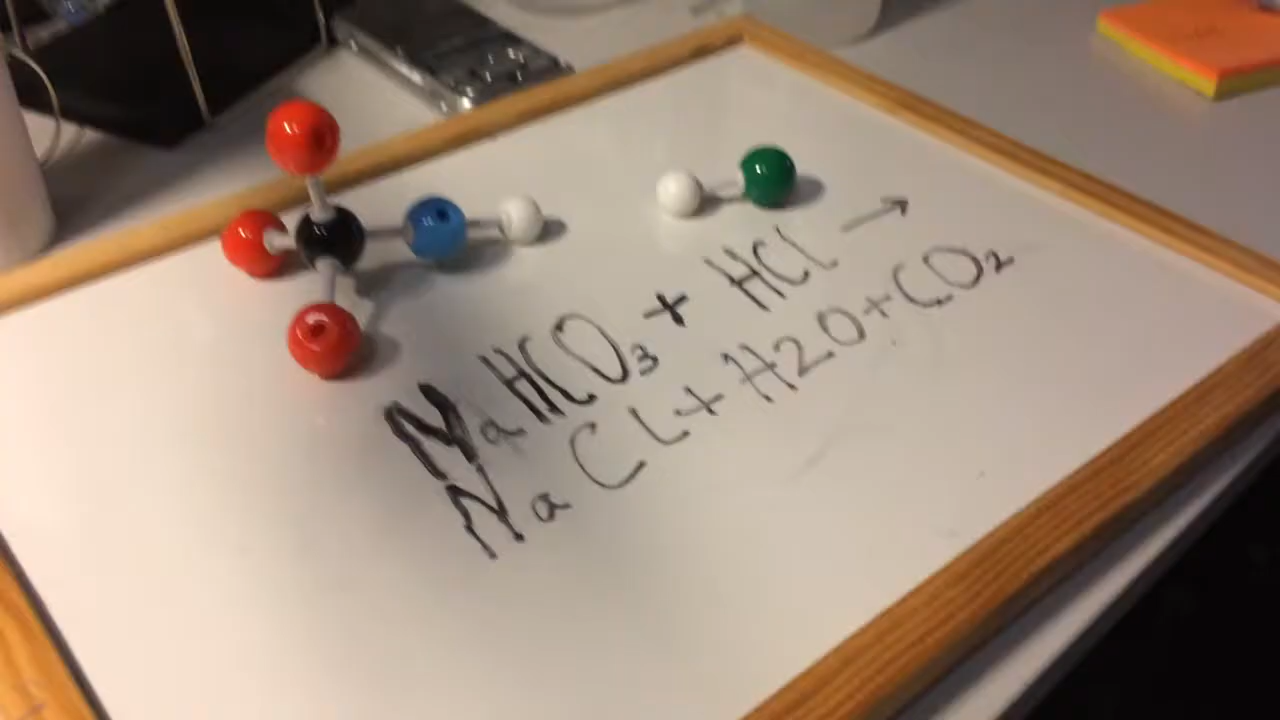 NaHCO₃ + HCl →
NaCl + H2O + CO₂